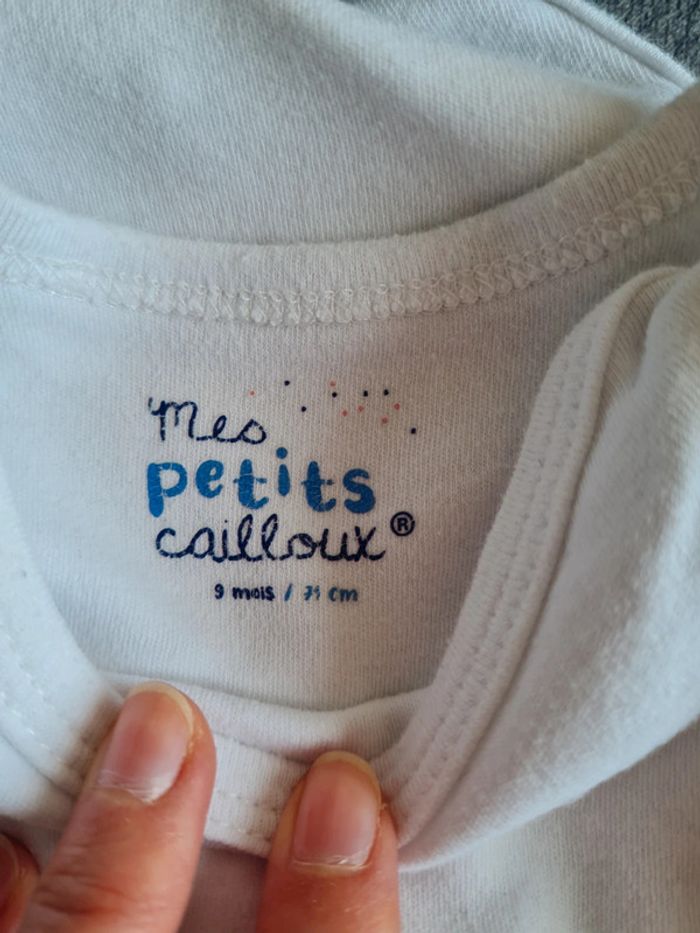 Mes
petits
cailloux®
9 mois / 71 cm